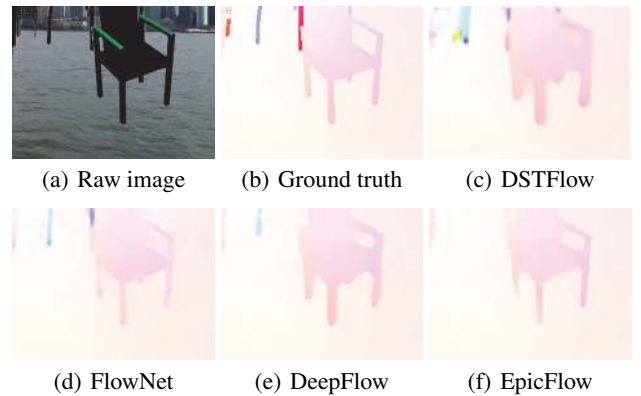 (a) Raw image
(b) Ground truth
(c) DSTFlow
(d) FlowNet
(e) DeepFlow
(f) EpicFlow